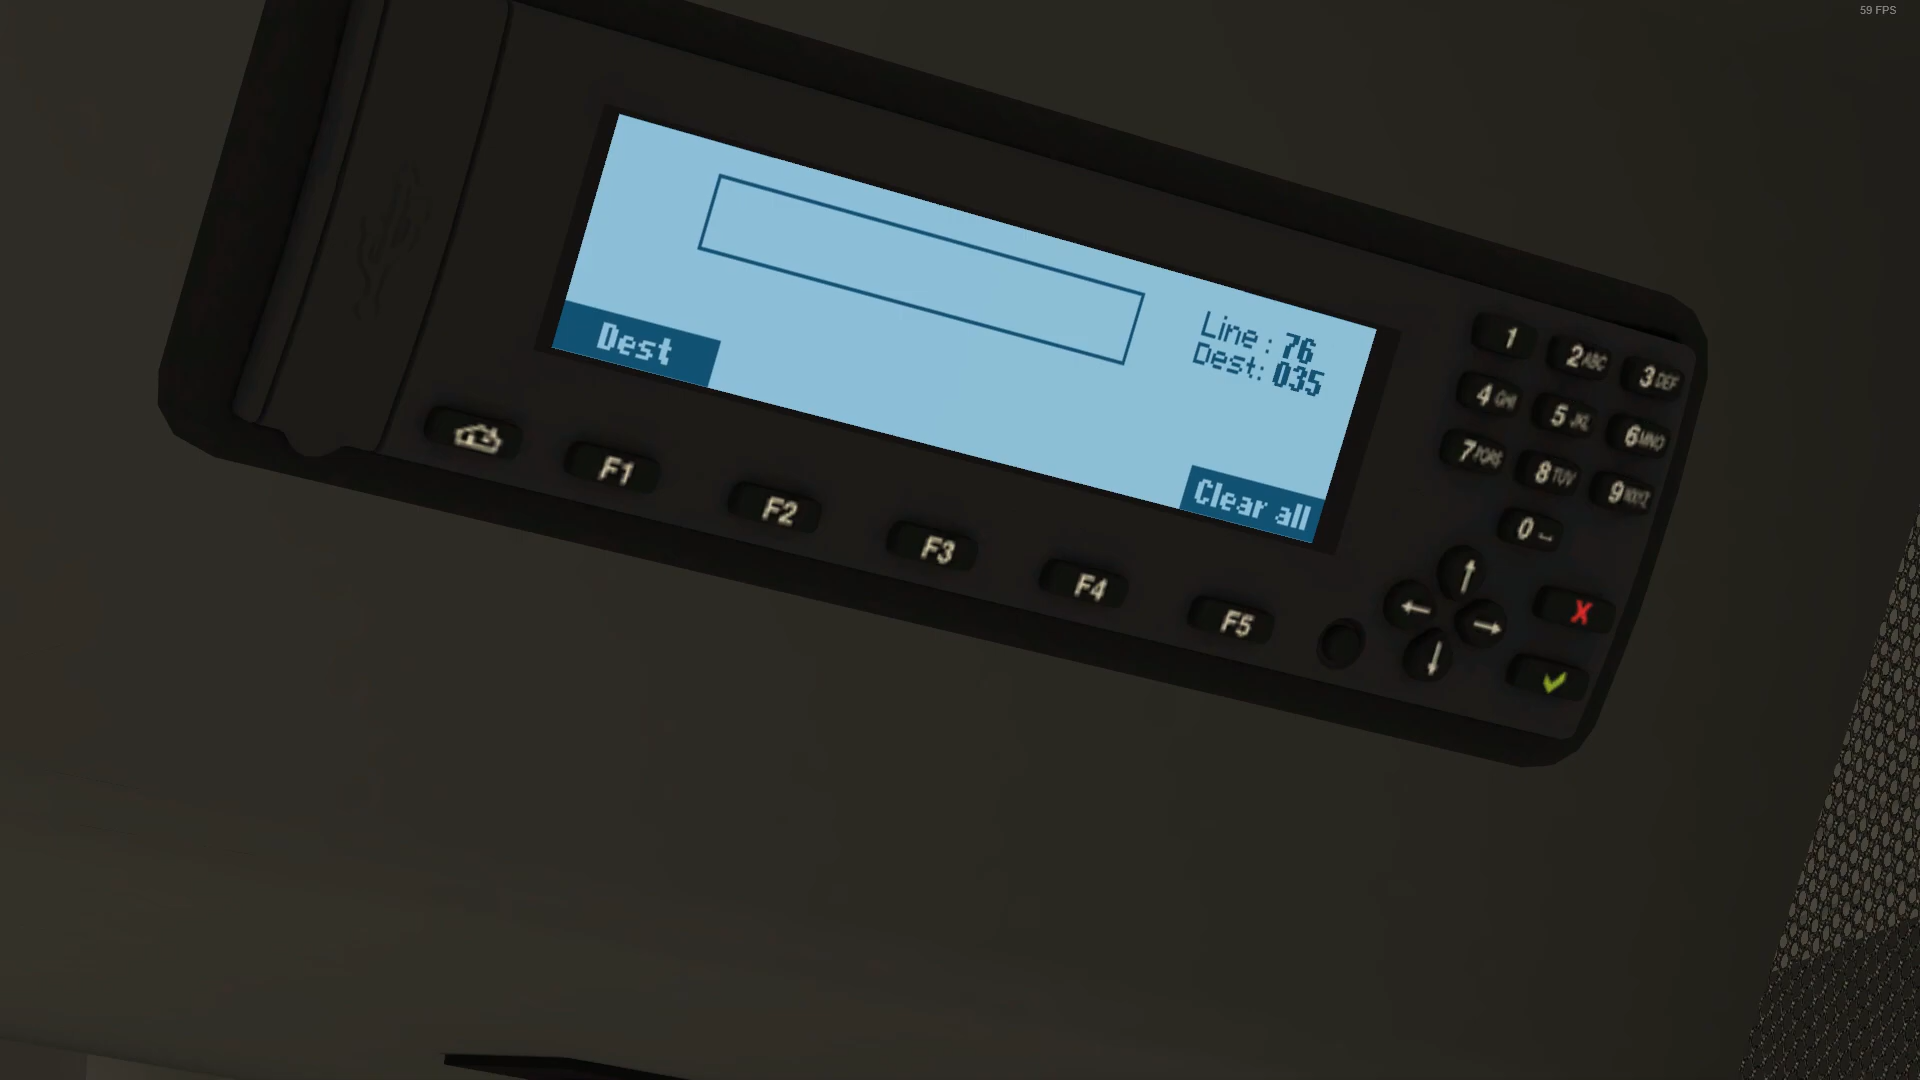 59 FPS
Line : 76
Dest: 035
Dest
Clear all
1 2ABC 3DEF
4GHI 5JKL 6MNO
7PQRS 8TUV 9WXYZ
0
F1 F2 F3 F4 F5
X